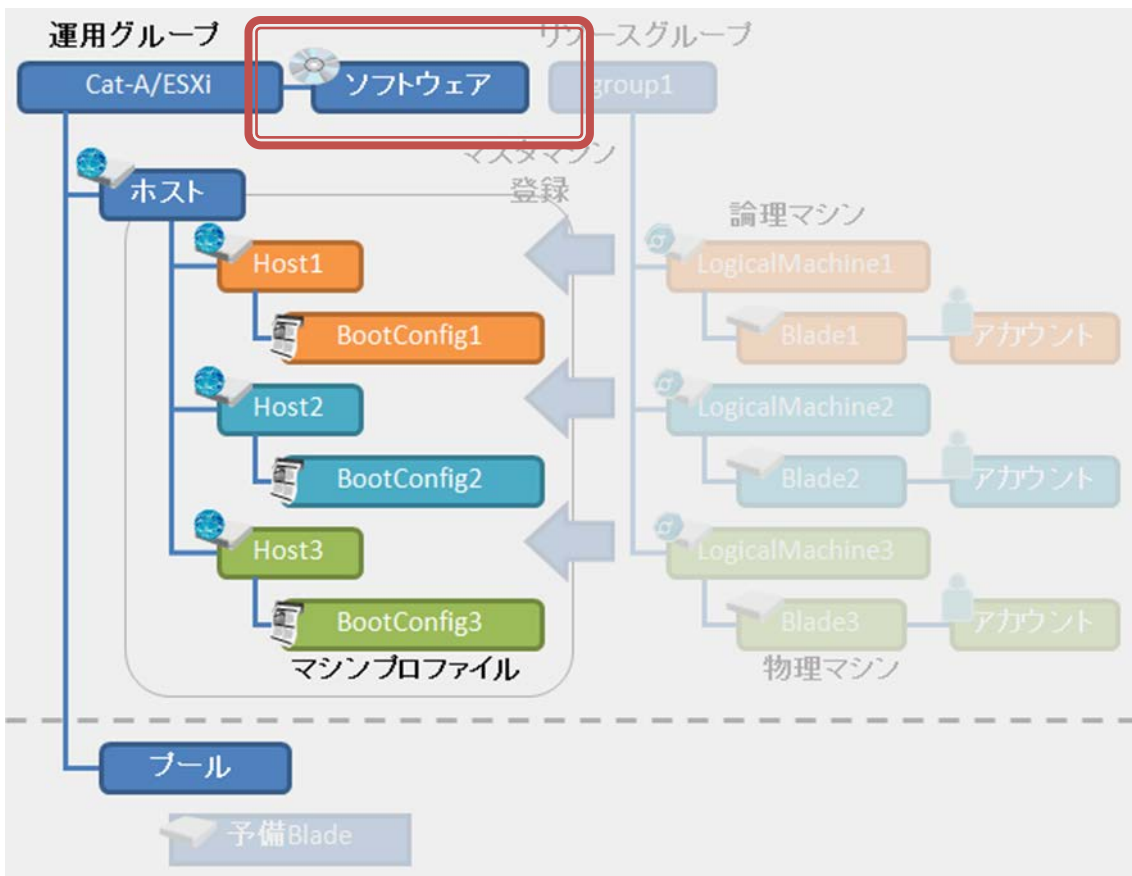 運用グループ
リソースグループ
Cat-A/ESXi
ソフトウェア
group1
マスタマシン
登録
ホスト
論理マシン
Host1
LogicalMachine1
BootConfig1
Blade1
アカウント
Host2
LogicalMachine2
BootConfig2
Blade2
アカウント
Host3
LogicalMachine3
BootConfig3
Blade3
アカウント
マシンプロファイル
物理マシン
プール
予備Blade